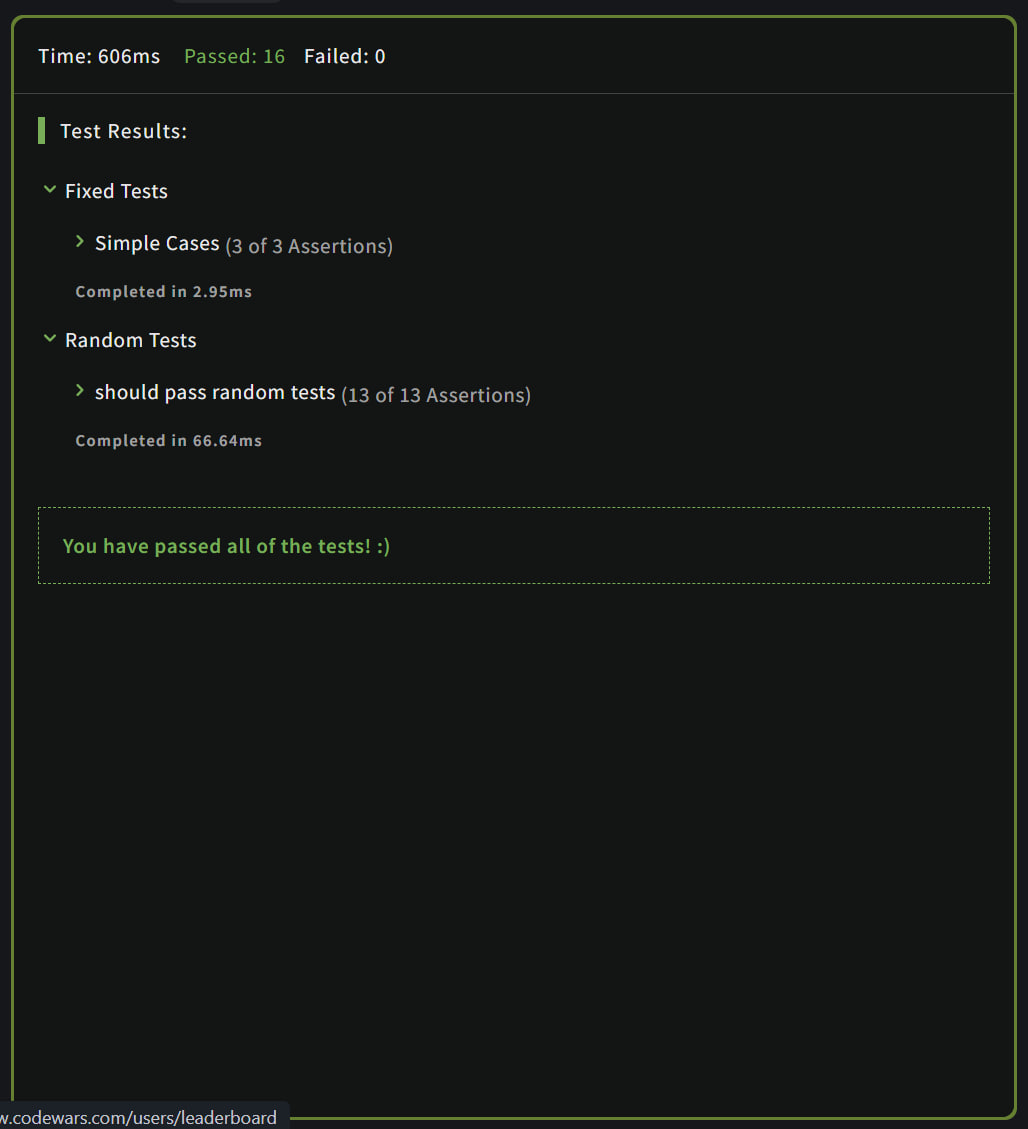 Time: 606ms Passed: 16 Failed: 0
Test Results:
Fixed Tests
Simple Cases (3 of 3 Assertions)
Completed in 2.95ms
Random Tests
should pass random tests (13 of 13 Assertions)
Completed in 66.64ms
You have passed all of the tests! :)
w.codewars.com/users/leaderboard